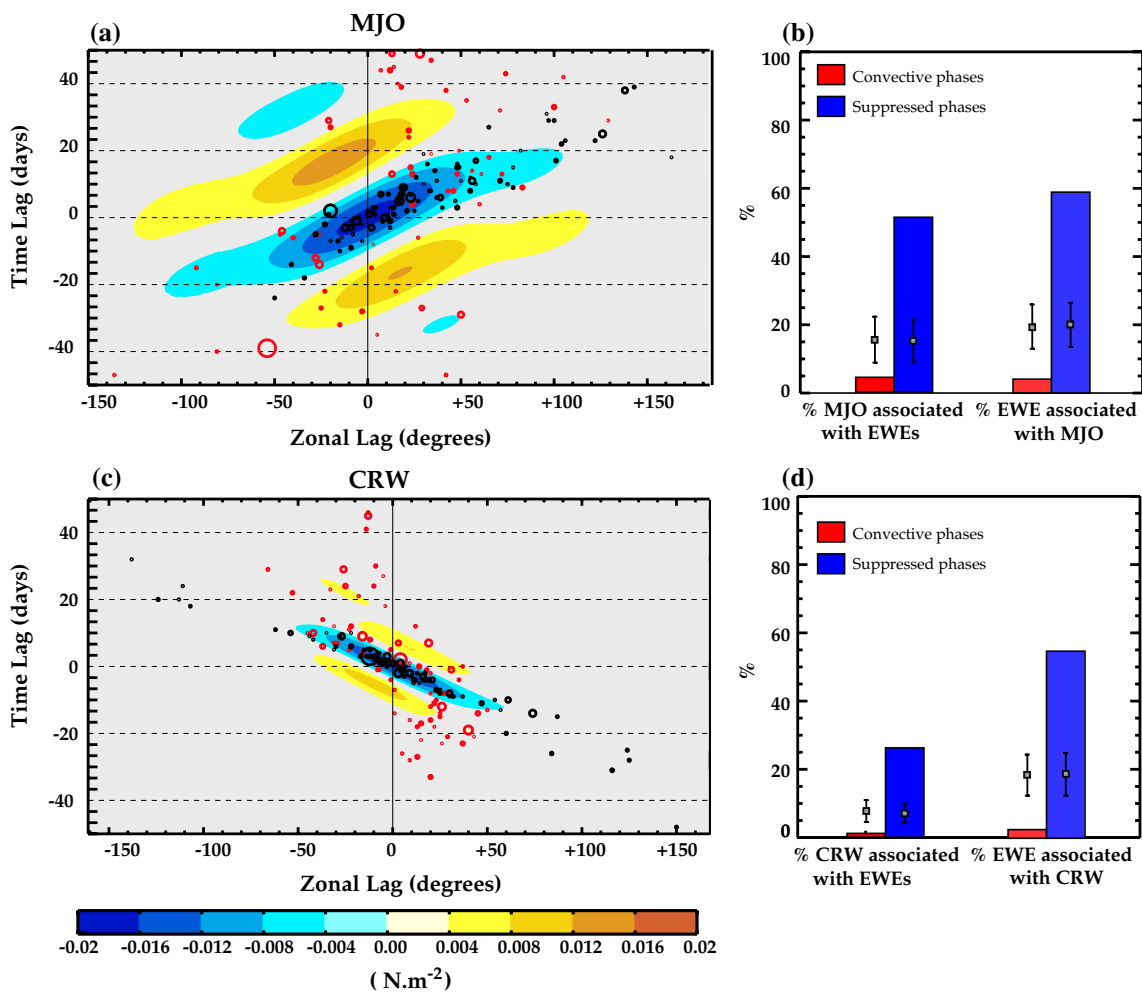 (a)
MJO
(b)
40
20
0
-20
-40
Time Lag (days)
-150
-100
-50
0
+50
+100
+150
Zonal Lag (degrees)
100
80
60
40
20
0
%
Convective phases
Suppressed phases
% MJO associated with EWEs
% EWE associated with MJO
(c)
CRW
(d)
40
20
0
-20
-40
Time Lag (days)
-150
-100
-50
0
+50
+100
+150
Zonal Lag (degrees)
100
80
60
40
20
0
%
Convective phases
Suppressed phases
% CRW associated with EWEs
% EWE associated with CRW
-0.02
-0.016
-0.012
-0.008
-0.004
0.00
0.004
0.008
0.012
0.016
0.02
( N.m-2)